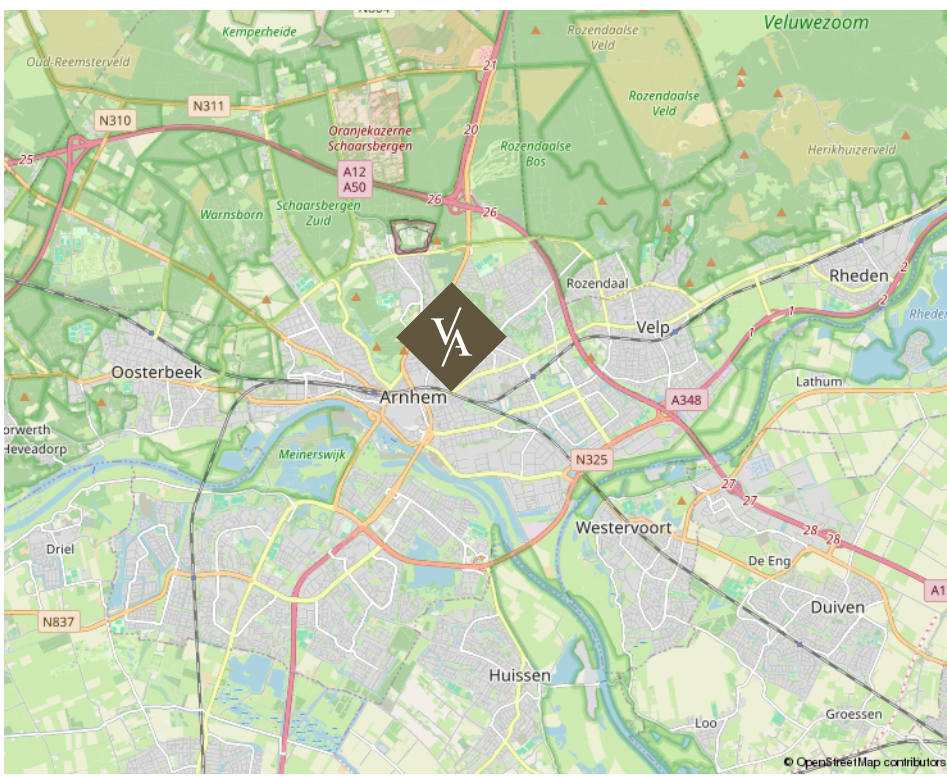 Veluwezoom
Kemperheide
Rozendaalse
Veld
Oud-Reemsterveld
21
Rozendaalse
Veld
N311
N310
20
Oranjekazerne
Schaarsbergen
Rozendaalse
Bos
Herikhuizerveld
25
A12
A50
26
26
Schaarsbergen
Zuid
Warnsborn
2
Rheden
Rozendaal
2
1
1
Velp
V/A
Oosterbeek
Lathum
Arnhem
A348
orwerth
Heveadorp
Meinerswijk
N325
27
27
Westervoort
28
28
Driel
De Eng
Duiven
N837
Huissen
Groessen
Loo
© OpenStreetMap contributors